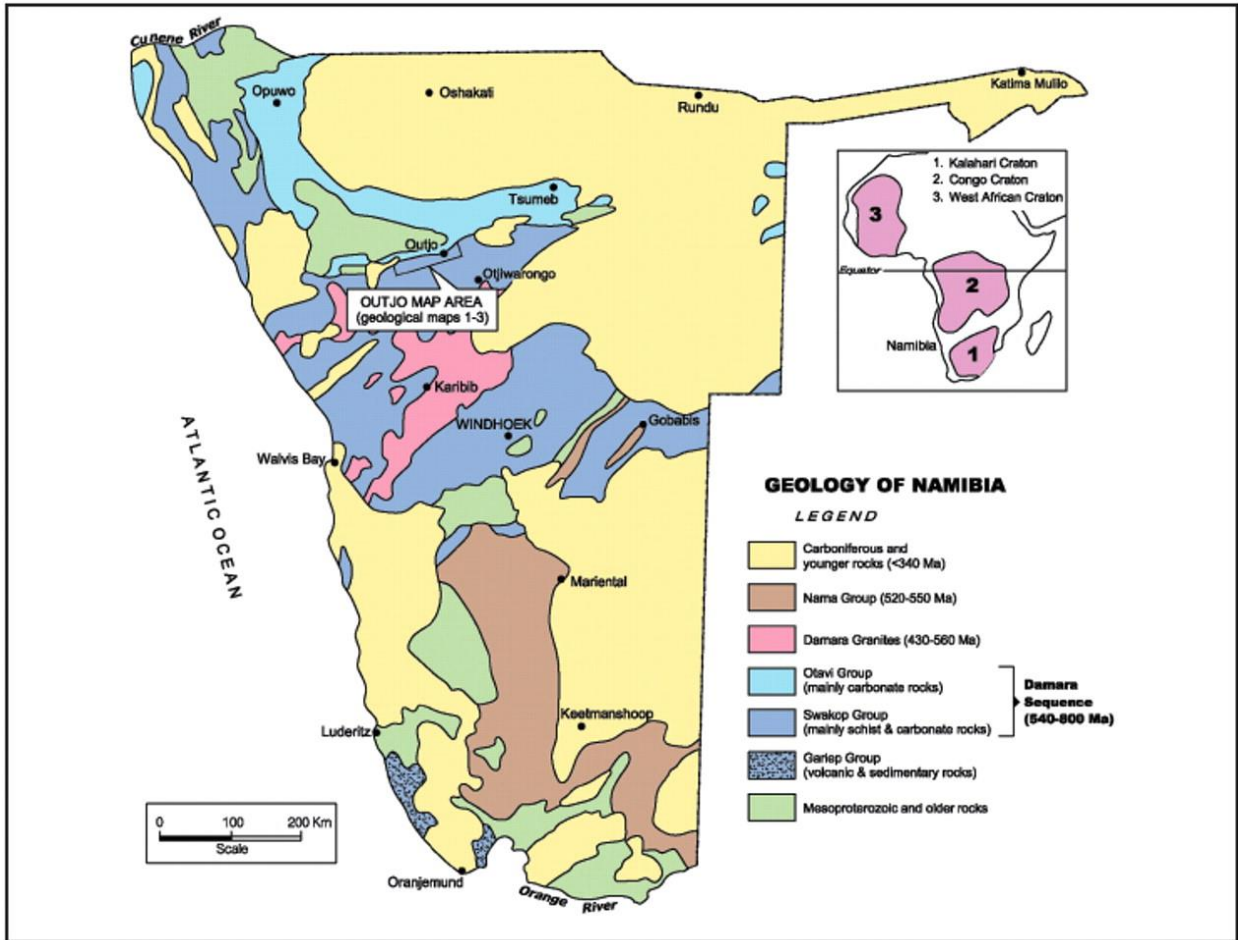 Cunene River
Opuwo
Oshakati
Rundu
Katima Mulilo
Tsumeb
Outjo
Otjiwarongo
OUTJO MAP AREA
(geological maps 1-3)
Karibib
WINDHOEK
Gobabis
Walvis Bay
ATLANTIC OCEAN
Mariental
Keetmanshoop
Luderitz
Oranjemund
Orange River
0 100 200 Km
Scale
1. Kalahari Craton
2. Congo Craton
3. West African Craton
3
Equator
2
Namibia
1
GEOLOGY OF NAMIBIA
LEGEND
Carboniferous and
younger rocks (<340 Ma)
Nama Group (520-550 Ma)
Damara Granites (430-560 Ma)
Otavi Group
(mainly carbonate rocks)
Swakop Group
(mainly schist & carbonate rocks)
Damara
Sequence
(540-800 Ma)
Gariep Group
(volcanic & sedimentary rocks)
Mesoproterozoic and older rocks